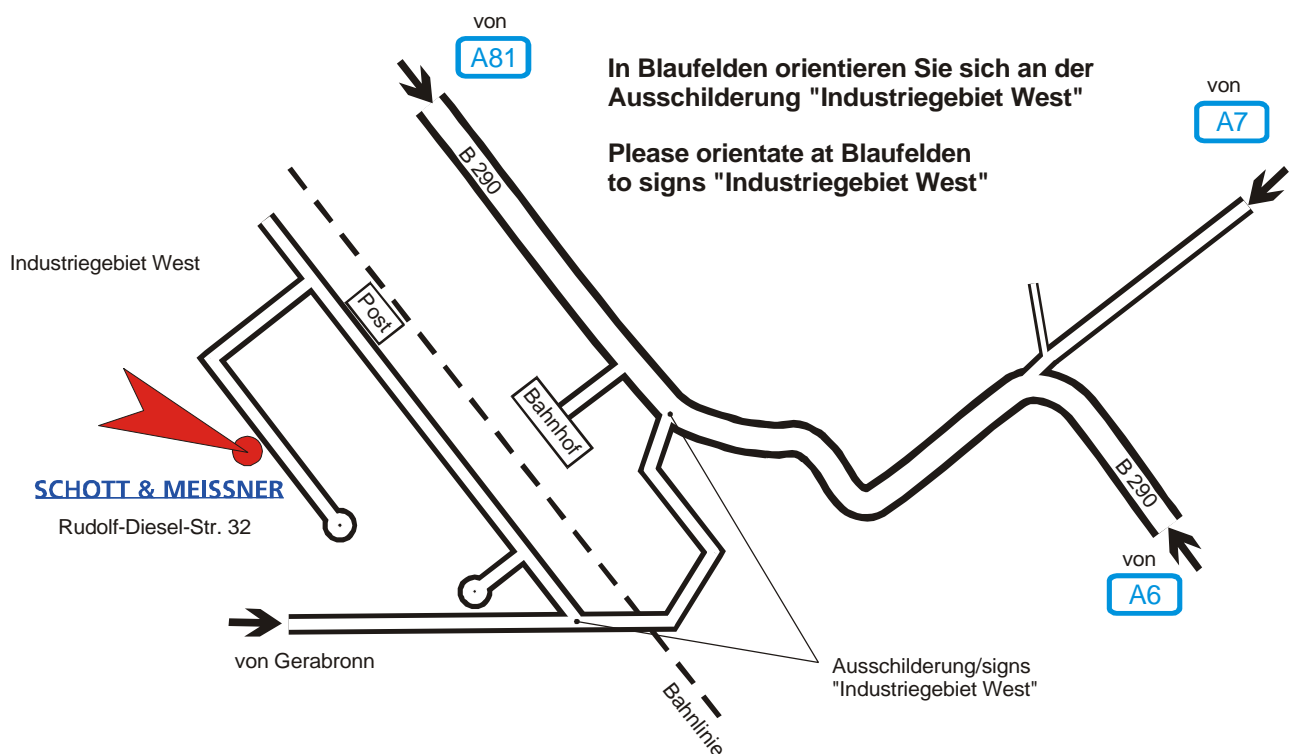 von
A81
In Blaufelden orientieren Sie sich an der
Ausschilderung "Industriegebiet West"
Please orientate at Blaufelden
to signs "Industriegebiet West"
von
A7
B 290
Industriegebiet West
Post
Bahnhof
SCHOTT & MEISSNER
Rudolf-Diesel-Str. 32
B 290
von
A6
von Gerabronn
Ausschilderung/signs
"Industriegebiet West"
Bahnlinie